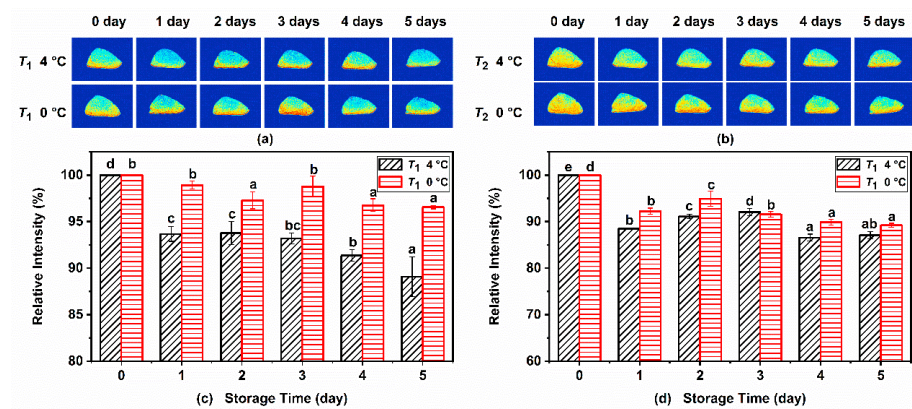 0 day 1 day 2 days 3 days 4 days 5 days
T1 4 °C
T1 0 °C
(a)
0 day 1 day 2 days 3 days 4 days 5 days
T2 4 °C
T2 0 °C
(b)
d b c b c a bc b b a a a
T1 4 °C
T1 0 °C
Relative Intensity (%)
100
95
90
85
80
0 1 2 3 4 5
(c) Storage Time (day)
e d b b c c d b a a ab a
T1 4 °C
T1 0 °C
Relative Intensity (%)
100
90
80
70
60
0 1 2 3 4 5
(d) Storage Time (day)